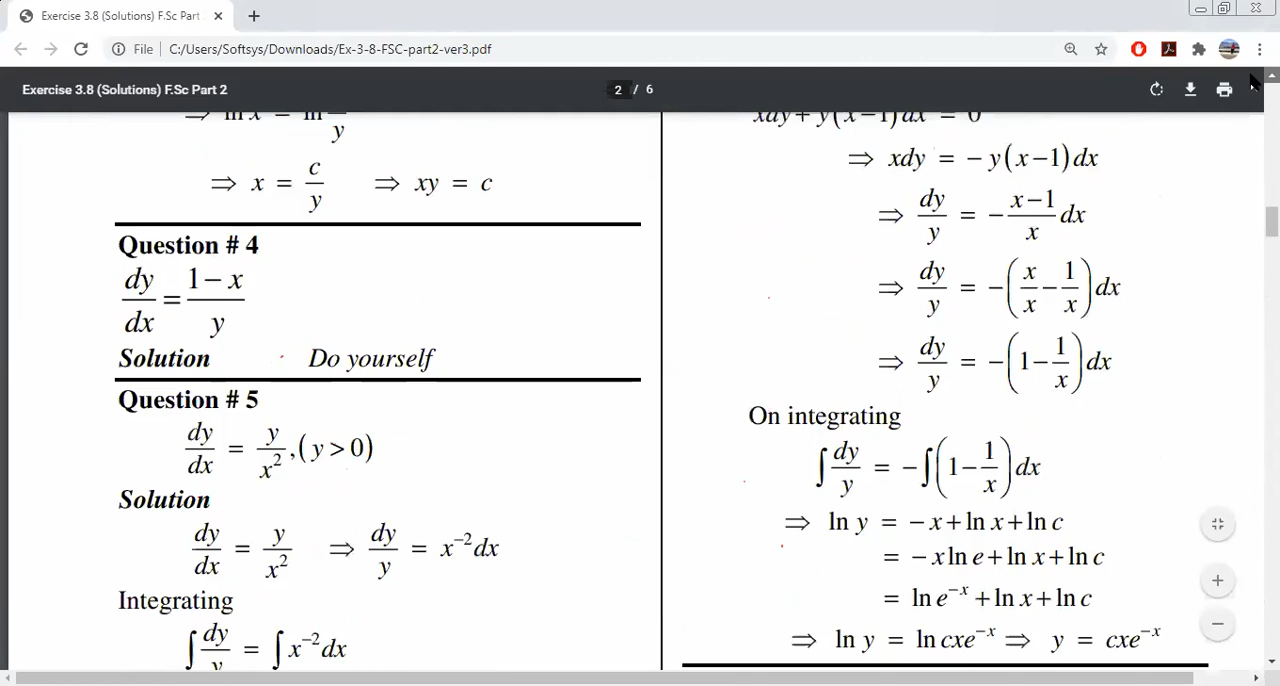 Exercise 3.8 (Solutions) F.Sc Part
File | C:/Users/Softsys/Downloads/Ex-3-8-FSC-part2-ver3.pdf
Exercise 3.8 (Solutions) F.Sc Part 2
2 / 6
y
⇒ x = c/y ⇒ xy = c
Question # 4
dy/dx = (1 − x)/y
Solution Do yourself
Question # 5
dy/dx = y/x², (y > 0)
Solution
dy/dx = y/x² ⇒ dy/y = x⁻²dx
Integrating
∫ dy/y = ∫ x⁻²dx
xdy + y(x−1)dx = 0
⇒ xdy = − y(x−1)dx
⇒ dy/y = − (x−1)/x dx
⇒ dy/y = −(x/x − 1/x)dx
⇒ dy/y = −(1 − 1/x)dx
On integrating
∫ dy/y = −∫(1 − 1/x)dx
⇒ ln y = −x + ln x + ln c
= −x ln e + ln x + ln c
= ln e⁻ˣ + ln x + ln c
⇒ ln y = ln cxe⁻ˣ ⇒ y = cxe⁻ˣ